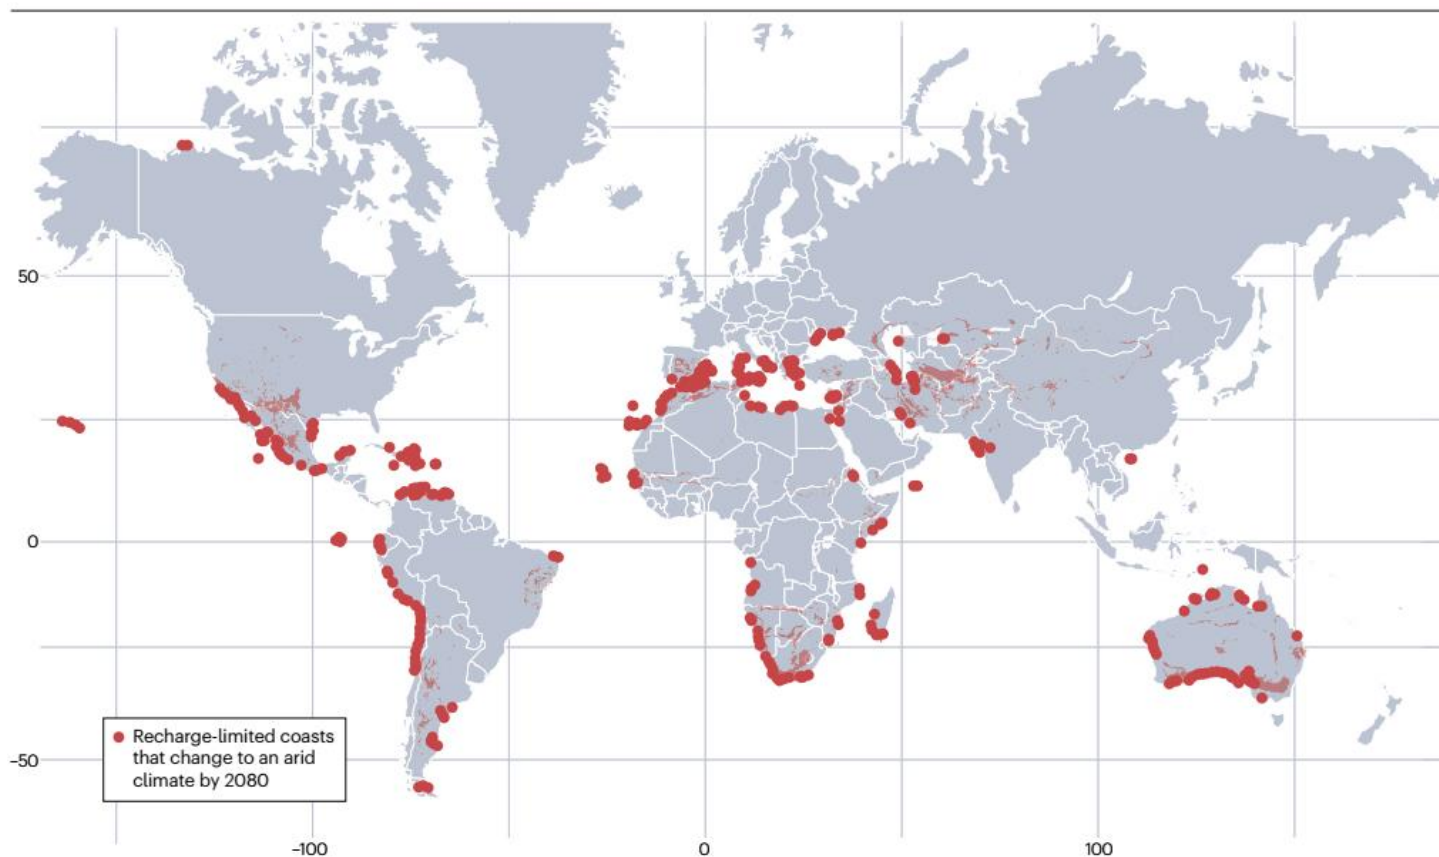 50
0
–50
Recharge-limited coasts
that change to an arid
climate by 2080
–100
0
100